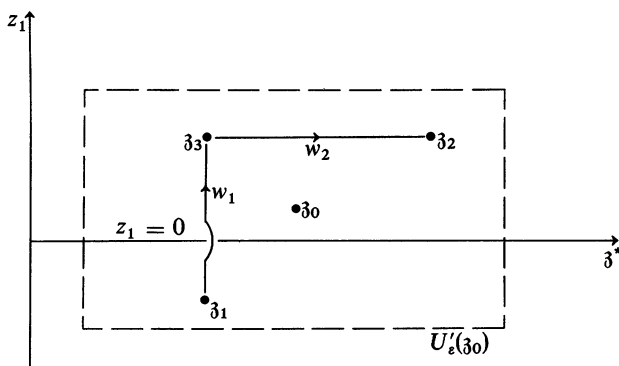 z₁
𝔷₃
𝔷₂
w₂
w₁
𝔷₀
z₁ = 0
𝔷*
𝔷₁
U′ε(𝔷₀)